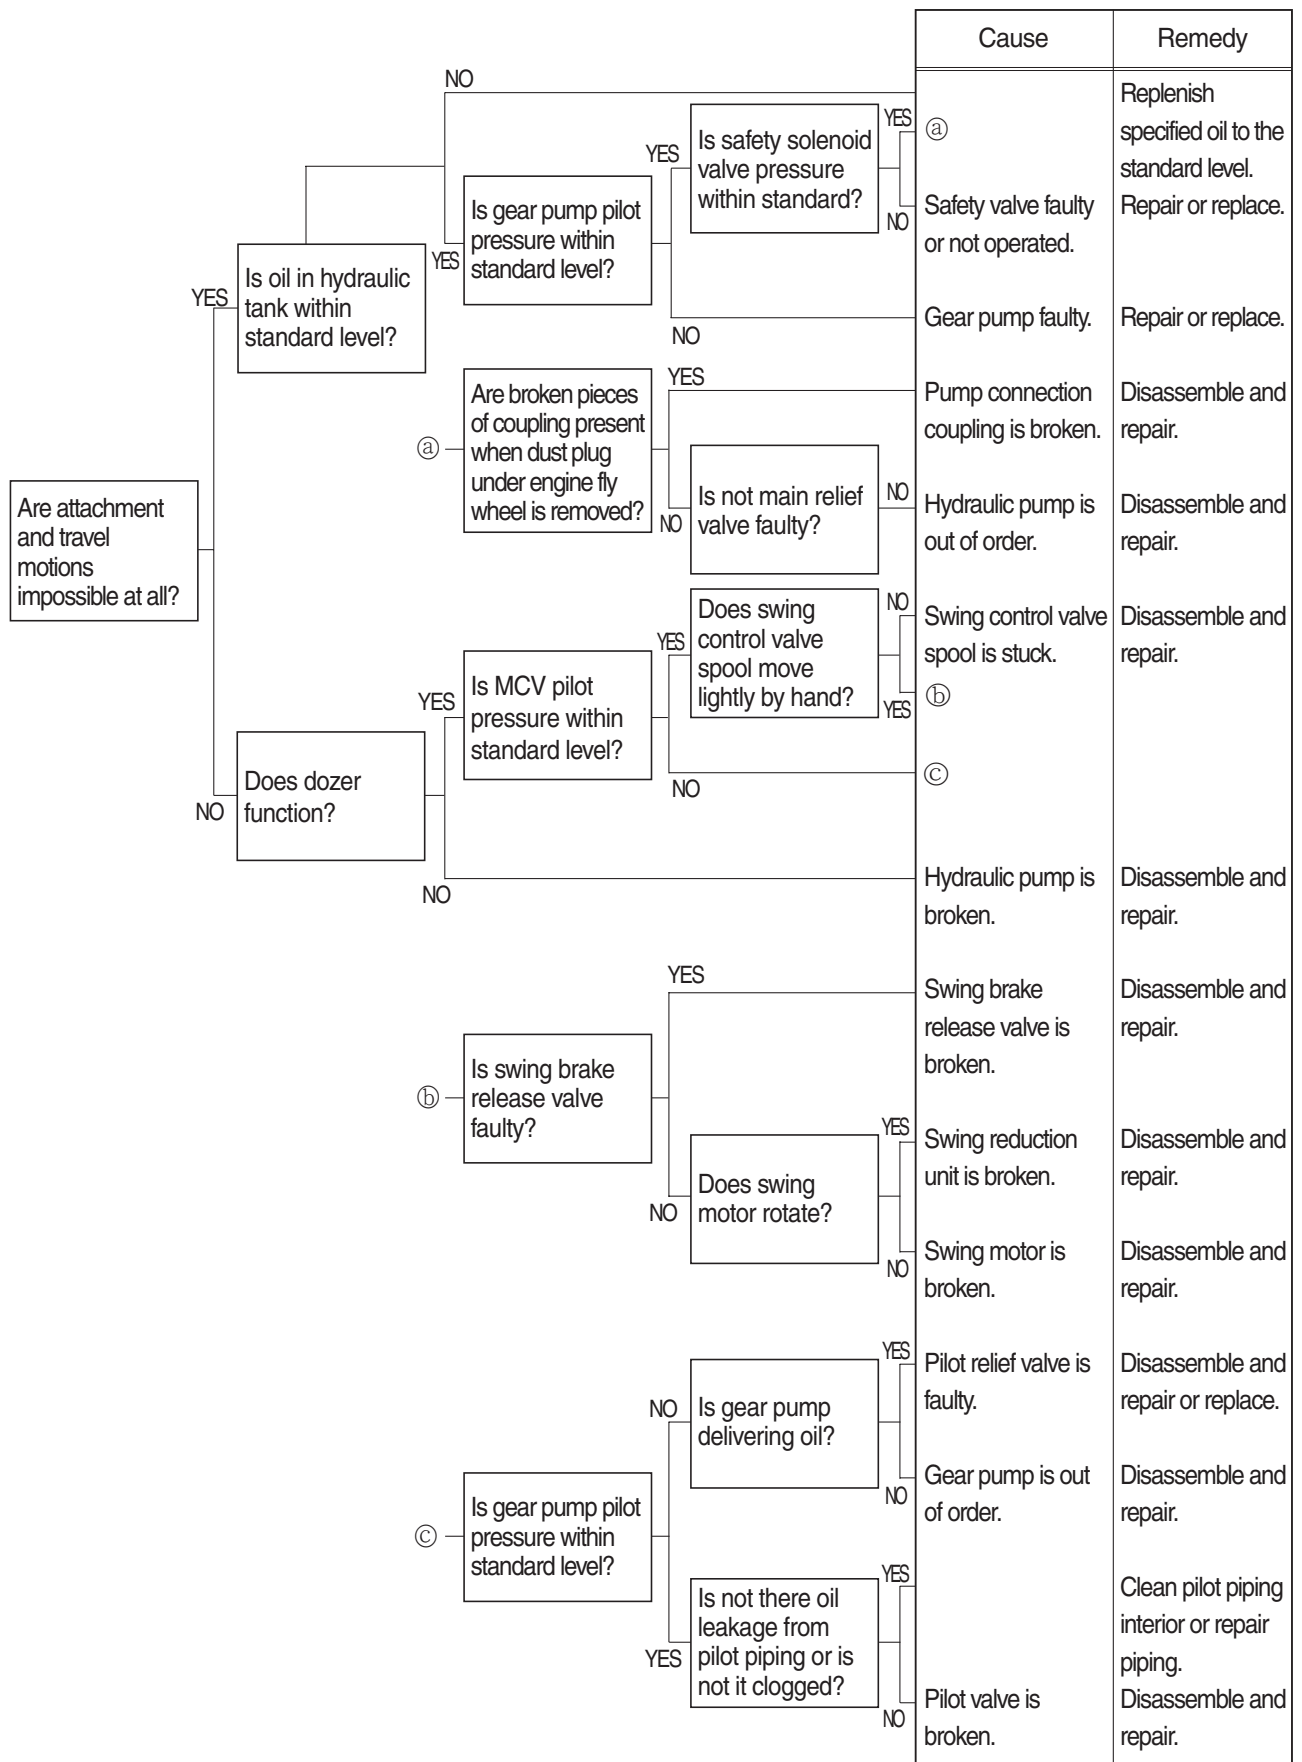 Cause
Remedy
NO
Replenish
specified oil to the
standard level.
YES
ⓐ
Is safety solenoid
valve pressure
within standard?
YES
NO
Safety valve faulty
or not operated.
Repair or replace.
Is gear pump pilot
pressure within
standard level?
YES
Is oil in hydraulic
tank within
standard level?
YES
NO
Gear pump faulty.
Repair or replace.
YES
Pump connection
coupling is broken.
Disassemble and
repair.
ⓐ
Are broken pieces
of coupling present
when dust plug
under engine fly
wheel is removed?
NO
Is not main relief
valve faulty?
NO
Hydraulic pump is
out of order.
Disassemble and
repair.
Are attachment
and travel
motions
impossible at all?
Does swing
control valve
spool move
lightly by hand?
NO
Swing control valve
spool is stuck.
Disassemble and
repair.
YES
ⓑ
YES
Is MCV pilot
pressure within
standard level?
YES
NO
ⓒ
Does dozer
function?
NO
NO
Hydraulic pump is
broken.
Disassemble and
repair.
YES
Swing brake
release valve is
broken.
Disassemble and
repair.
ⓑ
Is swing brake
release valve
faulty?
NO
Does swing
motor rotate?
YES
Swing reduction
unit is broken.
Disassemble and
repair.
NO
Swing motor is
broken.
Disassemble and
repair.
YES
Pilot relief valve is
faulty.
Disassemble and
repair or replace.
NO
Is gear pump
delivering oil?
NO
Gear pump is out
of order.
Disassemble and
repair.
ⓒ
Is gear pump pilot
pressure within
standard level?
YES
Is not there oil
leakage from
pilot piping or is
not it clogged?
YES
Clean pilot piping
interior or repair
piping.
NO
Pilot valve is
broken.
Disassemble and
repair.